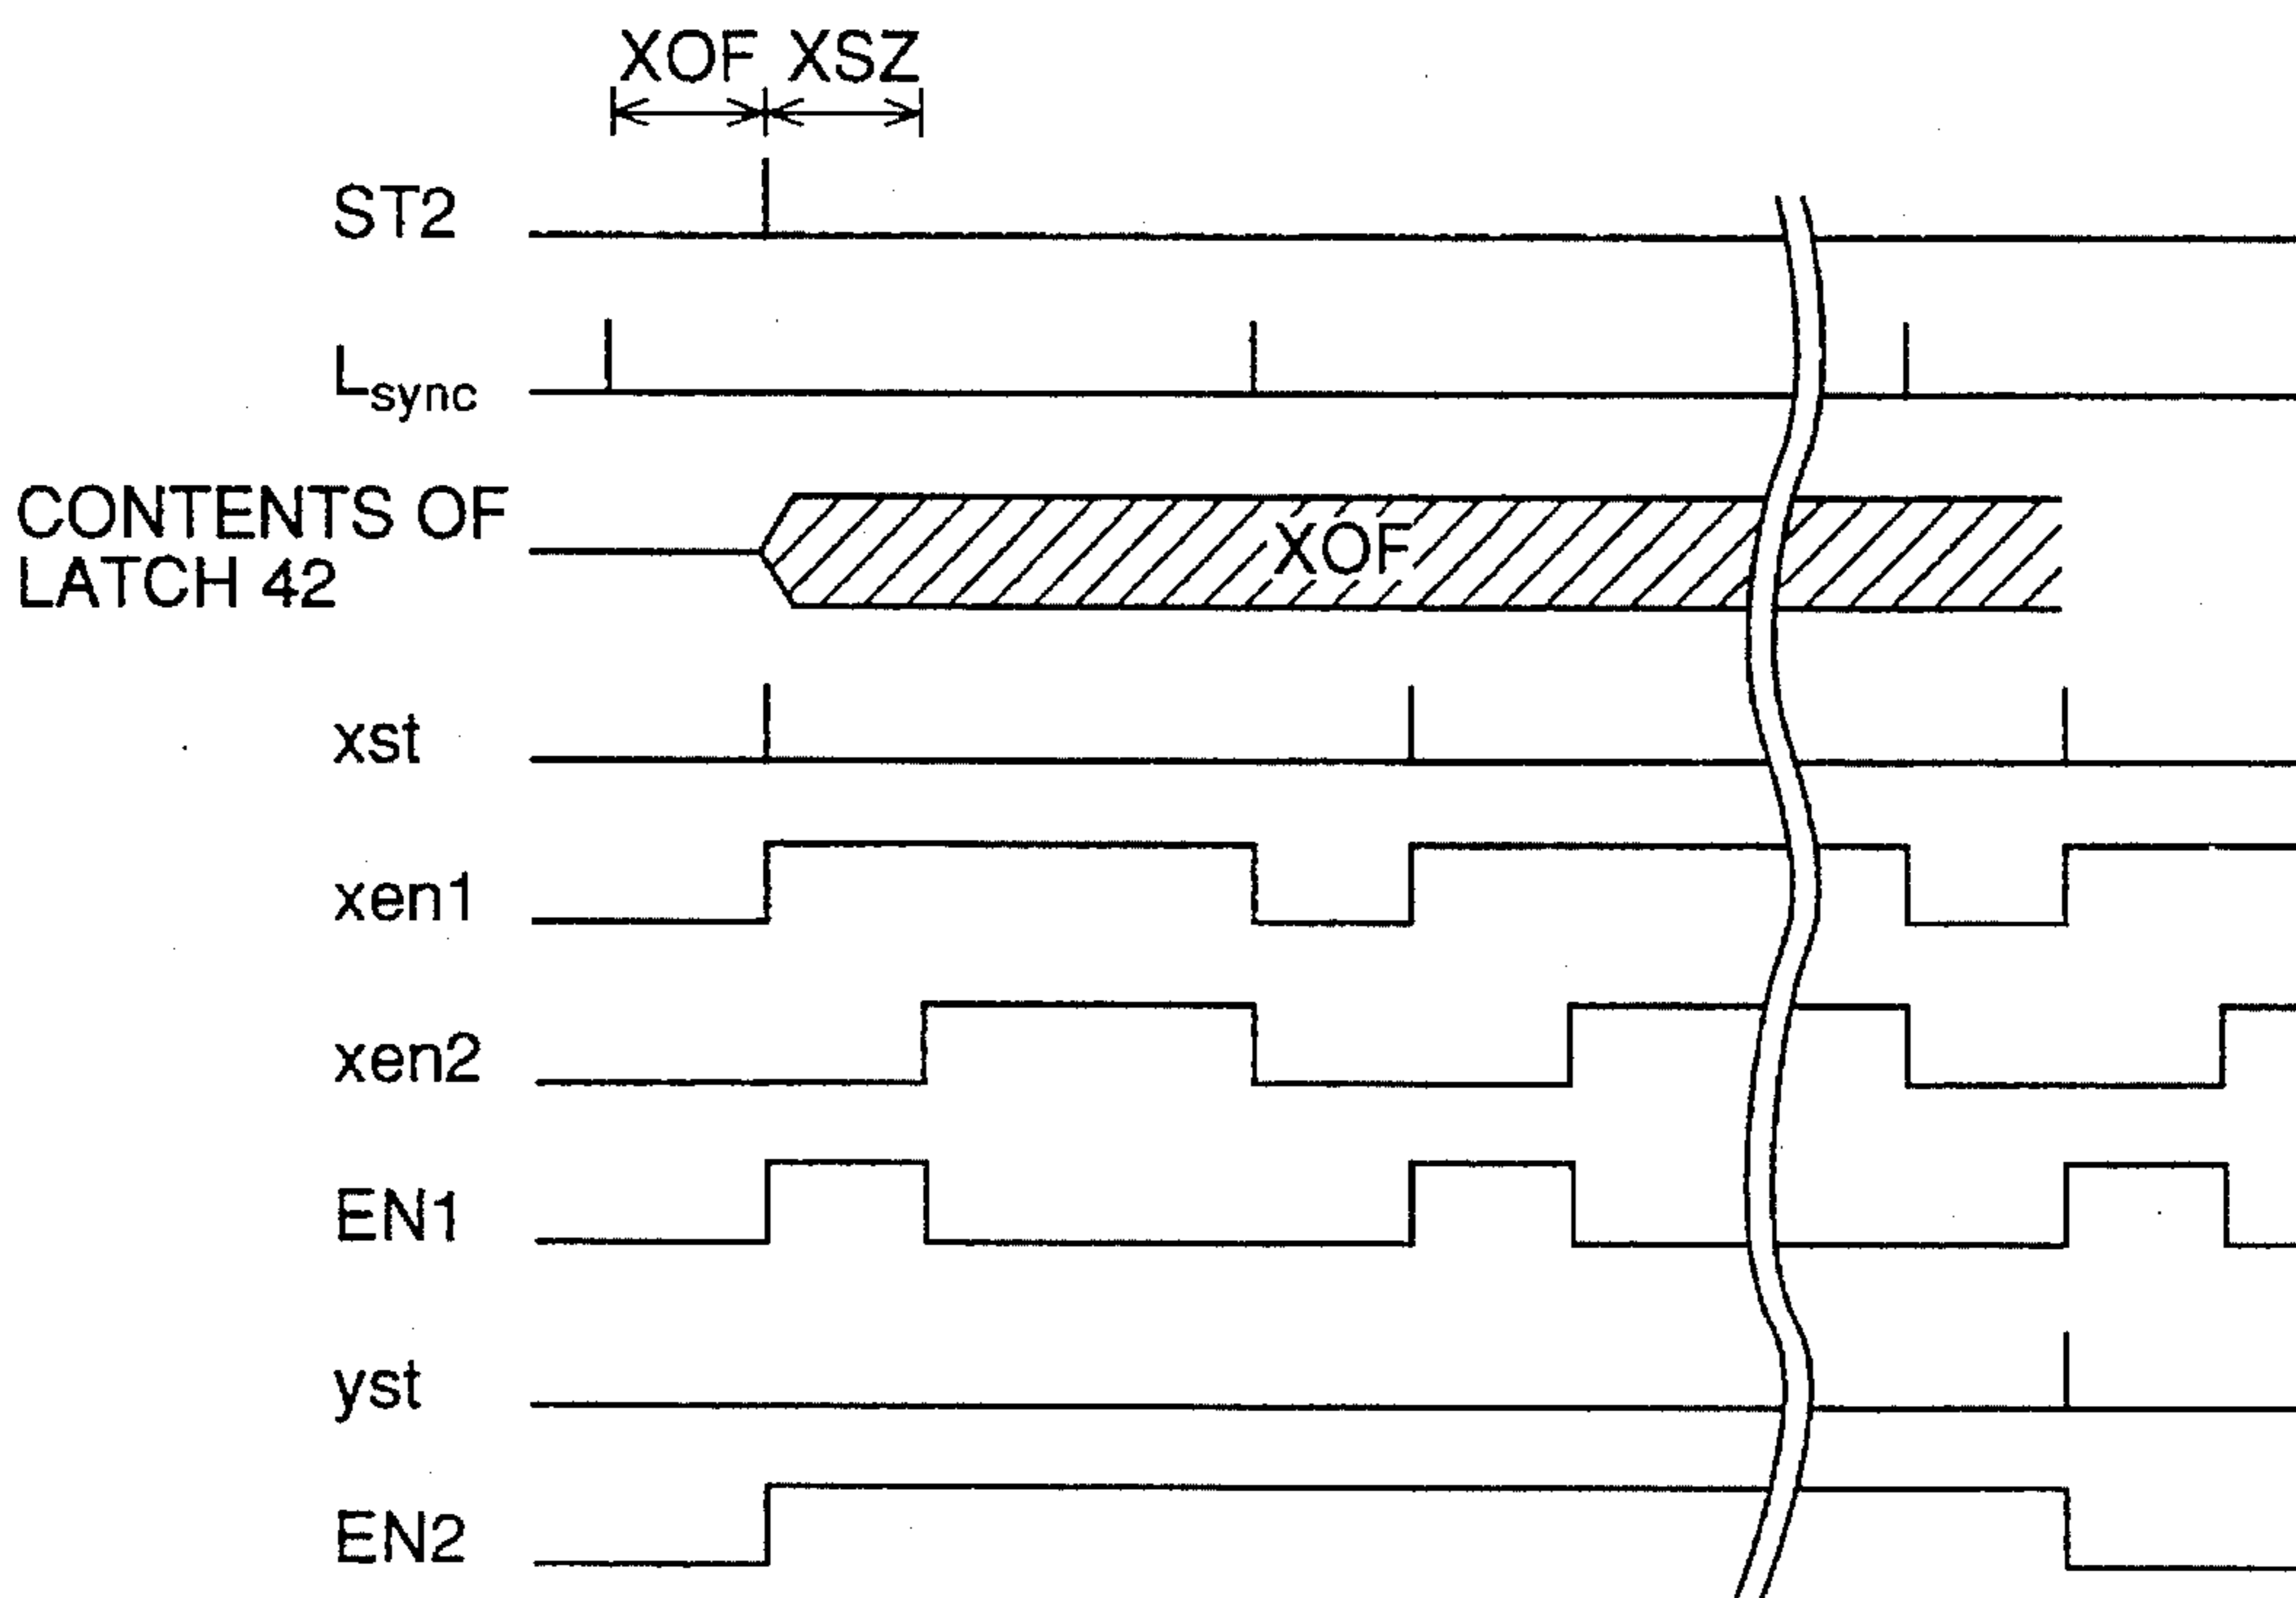 XOF XSZ
ST2
Lsync
CONTENTS OF
LATCH 42
XOF
xst
xen1
xen2
EN1
yst
EN2